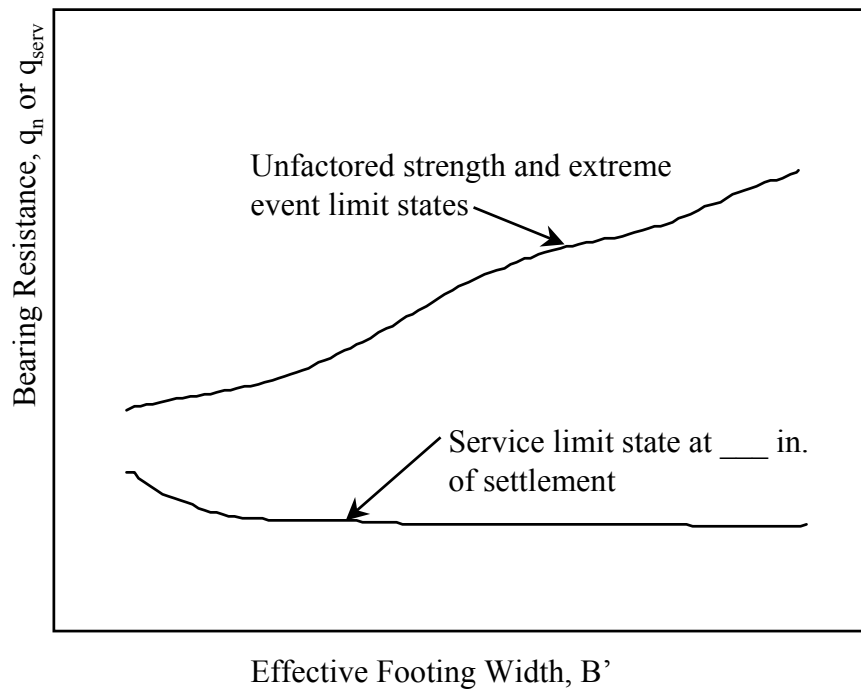 Bearing Resistance, qn or qserv
Unfactored strength and extreme
event limit states
Service limit state at ___ in.
of settlement
Effective Footing Width, B’